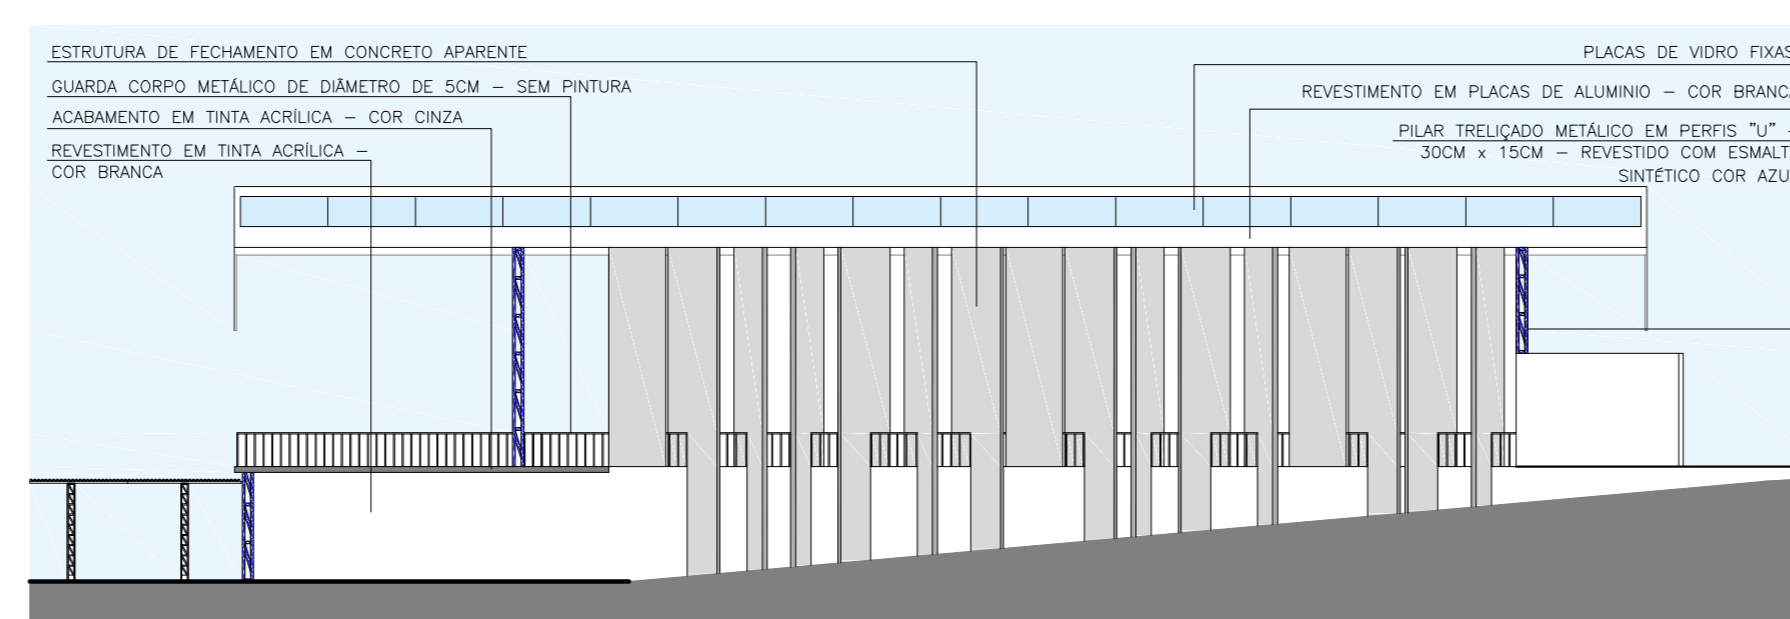 ESTRUTURA DE FECHAMENTO EM CONCRETO APARENTE
GUARDA CORPO METÁLICO DE DIÂMETRO DE 5CM – SEM PINTURA
ACABAMENTO EM TINTA ACRÍLICA – COR CINZA
REVESTIMENTO EM TINTA ACRÍLICA –
COR BRANCA
PLACAS DE VIDRO FIXAS
REVESTIMENTO EM PLACAS DE ALUMINIO – COR BRANCA
PILAR TRELIÇADO METÁLICO EM PERFIS "U" –
30CM x 15CM – REVESTIDO COM ESMALT
SINTÉTICO COR AZU